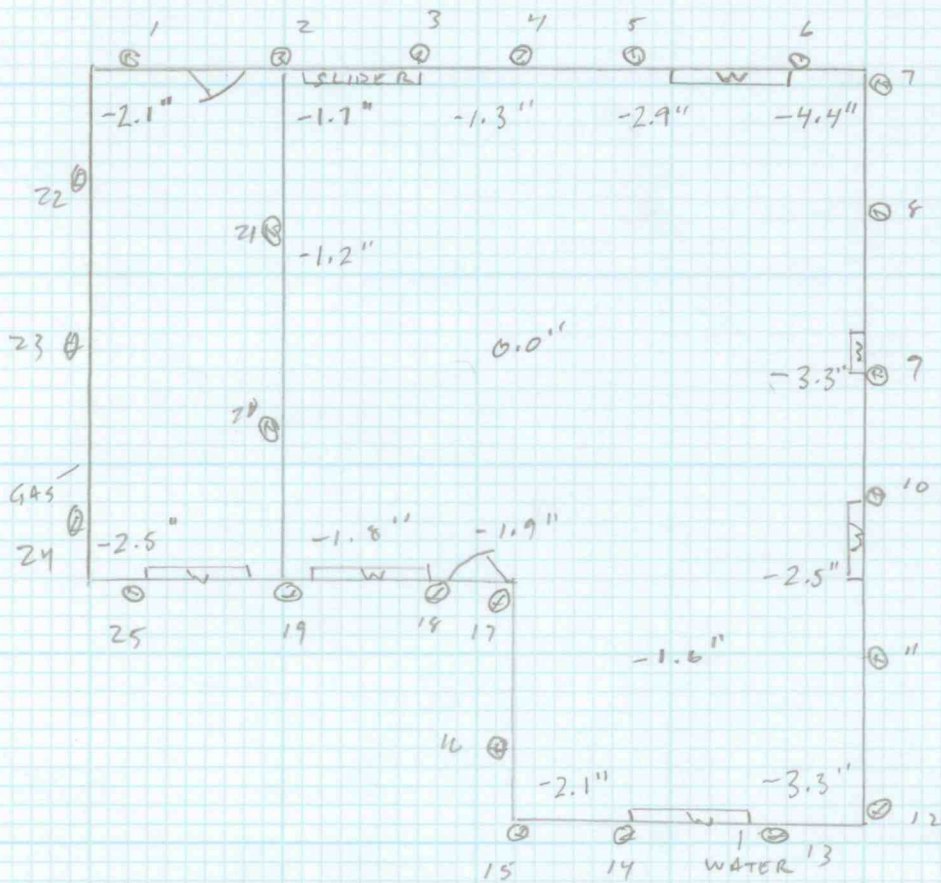 1 2 3 4 5 6
SLIDER W 7
-2.1" -1.7" -1.3" -2.9" -4.4"
22 8
21 -1.2"
23 0.0" W
-3.3" 9
20
GAS 10
24 -2.5" -1.8" -1.9" W
W W -2.5"
25 19 18 17
-1.6" 11
16
-2.1" -3.3"
W 12
15 14 WATER 13